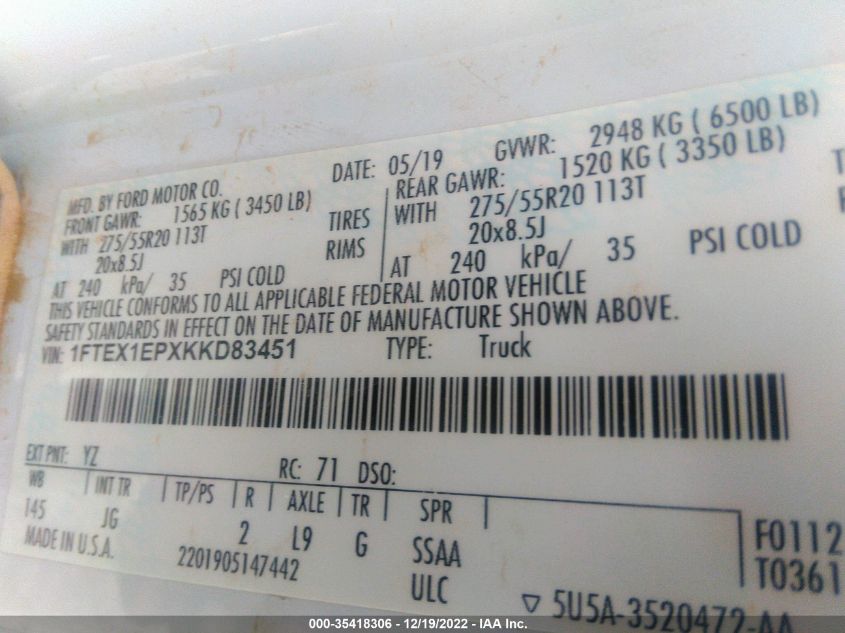 MFD. BY FORD MOTOR CO. DATE: 05/19 GVWR: 2948 KG ( 6500 LB)
FRONT GAWR: 1565 KG ( 3450 LB) REAR GAWR: 1520 KG ( 3350 LB)
WITH 275/55R20 113T TIRES WITH 275/55R20 113T
20x8.5J RIMS 20x8.5J
AT 240 kPa/ 35 PSI COLD AT 240 kPa/ 35 PSI COLD
THIS VEHICLE CONFORMS TO ALL APPLICABLE FEDERAL MOTOR VEHICLE
SAFETY STANDARDS IN EFFECT ON THE DATE OF MANUFACTURE SHOWN ABOVE.
VIN: 1FTEX1EPXKKD83451 TYPE: Truck
EXT PNT: YZ RC: 71 DSO:
WB INT TR TP/PS R AXLE TR SPR
145 JG 2 L9 G SSAA
MADE IN U.S.A. 2201905147442 ULC
F0112
T0361
▽ 5U5A-3520472-AA
000-35418306 - 12/19/2022 - IAA Inc.